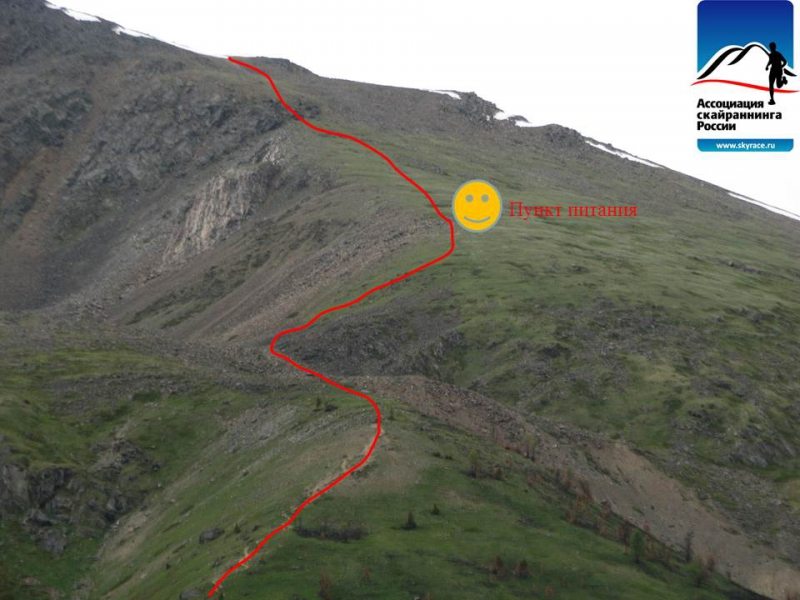 Ассоциация
скайраннинга
России
www.skyrace.ru
Пункт питания